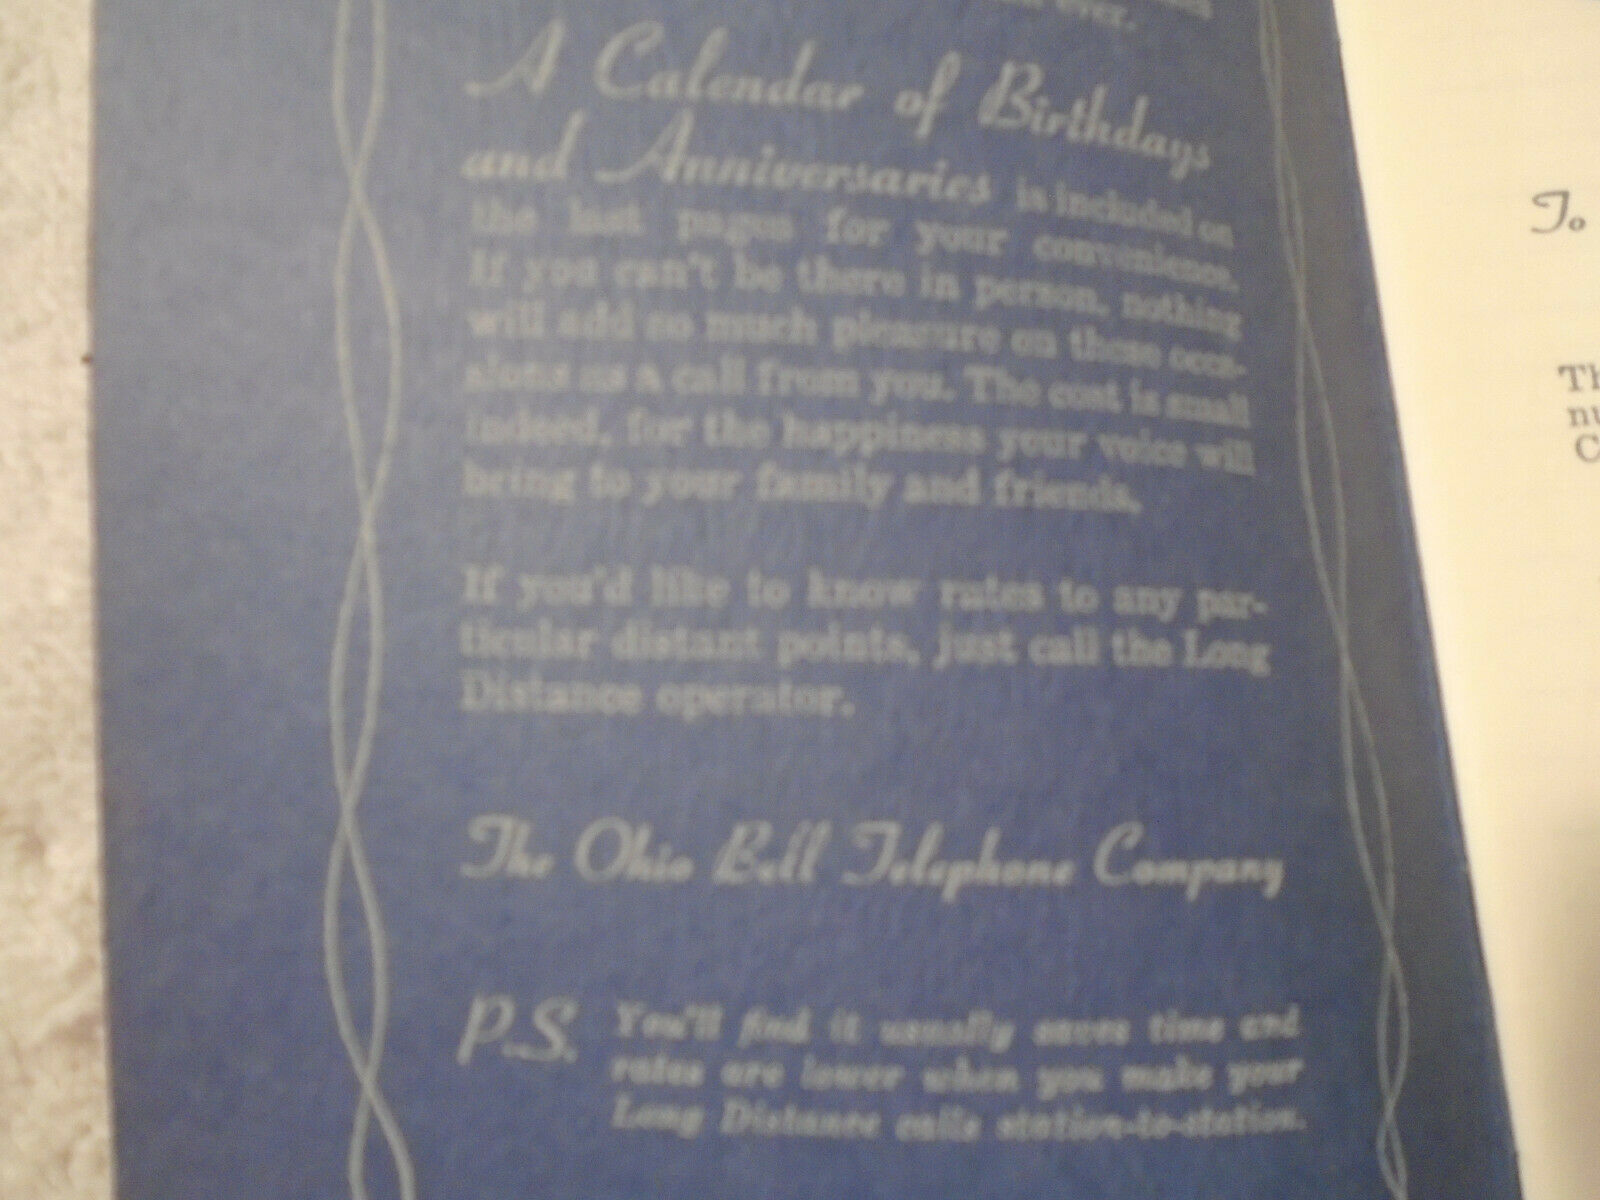 ever.
A Calendar of Birthdays
and Anniversaries is included on
the last pages for your convenience.
If you can't be there in person, nothing
will add so much pleasure on these occa-
sions as a call from you. The cost is small
indeed, for the happiness your voice will
bring to your family and friends.
If you'd like to know rates to any par-
ticular distant points, just call the Long
Distance operator.
The Ohio Bell Telephone Company
P.S. You'll find it usually saves time and
rates are lower when you make your
Long Distance calls station-to-station.
To
Th
nu
C